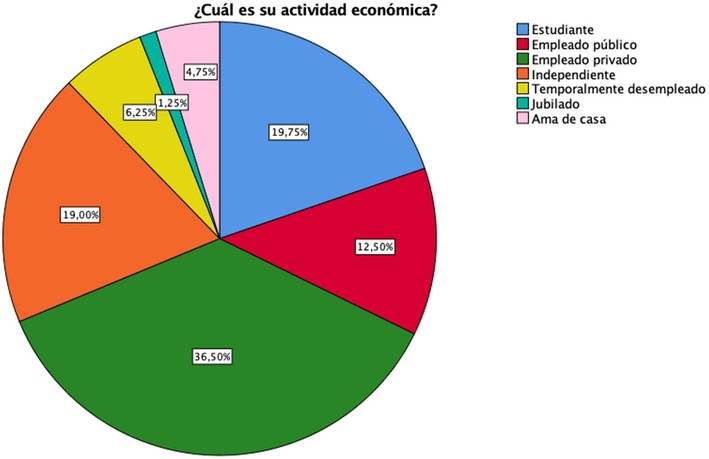 ¿Cuál es su actividad económica?
Estudiante
Empleado público
Empleado privado
Independiente
Temporalmente desempleado
Jubilado
Ama de casa
4,75%
1,25%
6,25%
19,75%
19,00%
12,50%
36,50%